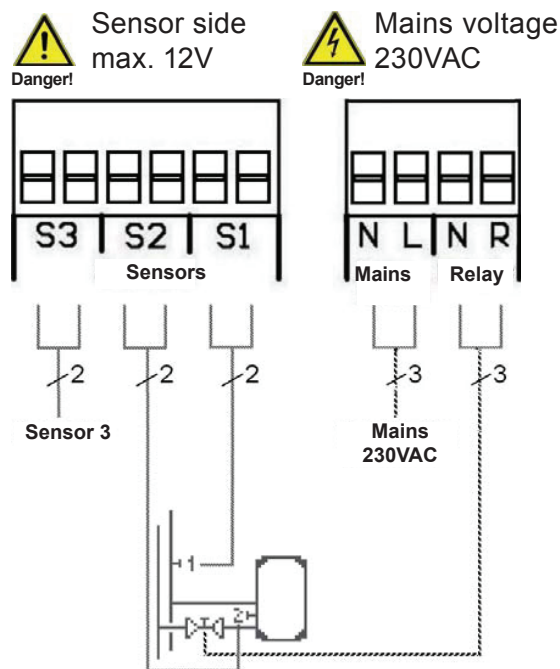 Sensor side
max. 12V
Danger!
Mains voltage
230VAC
Danger!
S3 S2 S1
Sensors
N L N R
Mains Relay
2 2 2 3 3
Sensor 3
Mains
230VAC
1
2